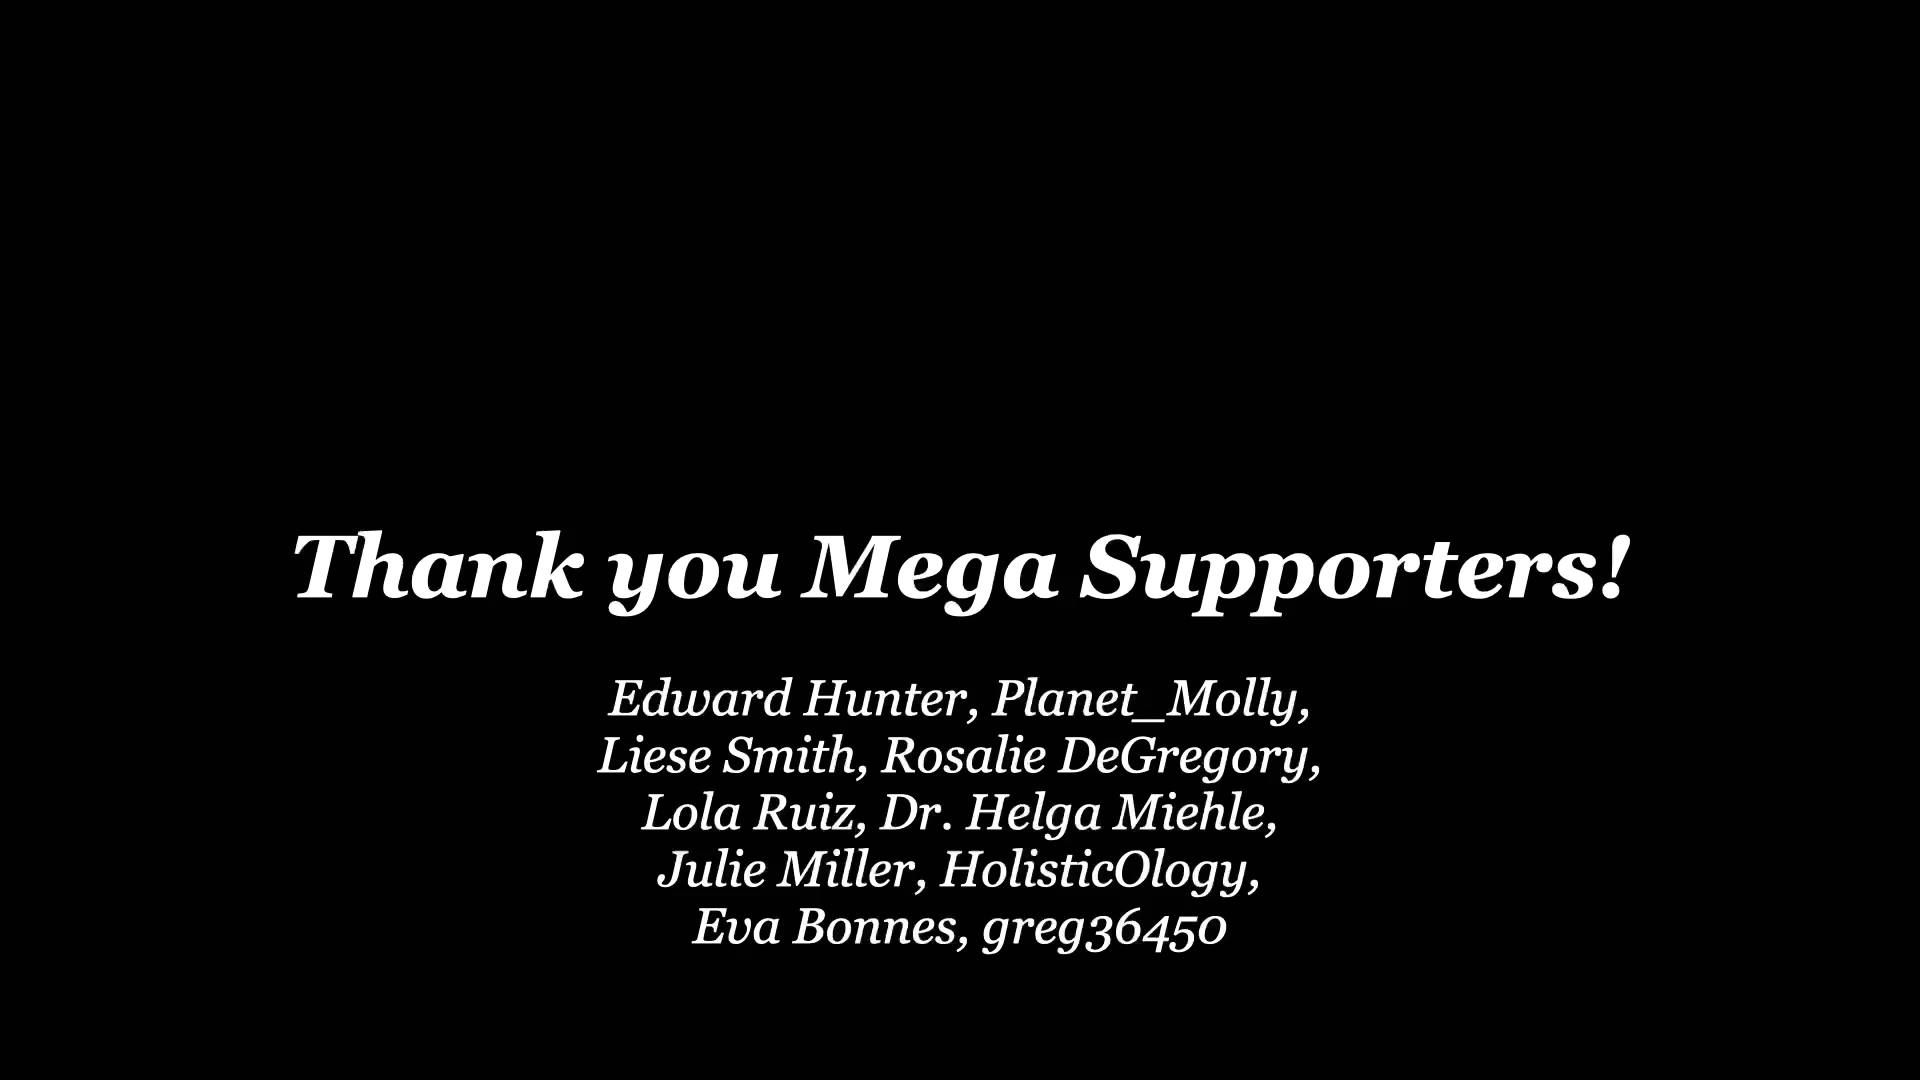 Thank you Mega Supporters!
Edward Hunter, Planet_Molly,
Liese Smith, Rosalie DeGregory,
Lola Ruiz, Dr. Helga Miehle,
Julie Miller, HolisticOlogy,
Eva Bonnes, greg36450